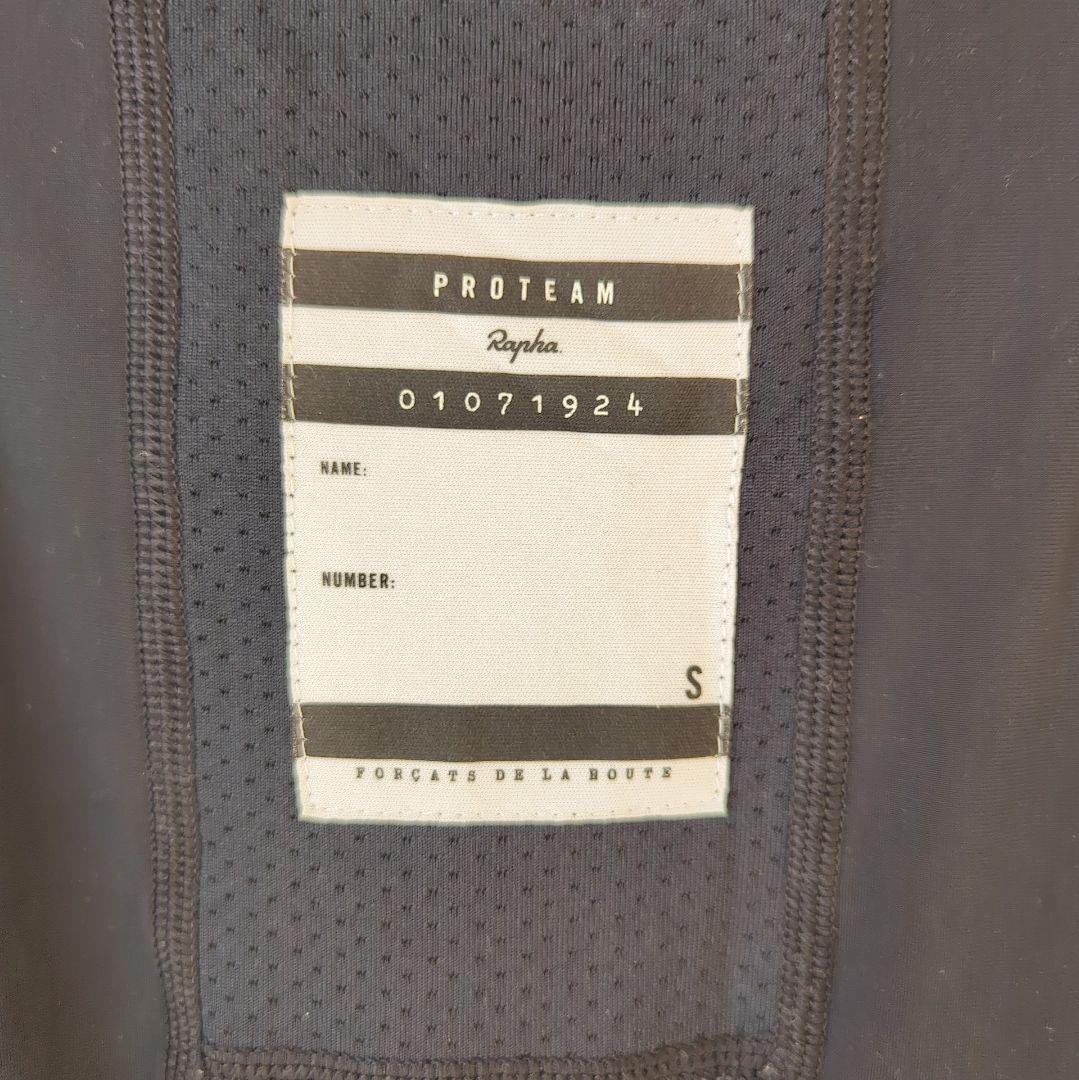 PROTEAM
Rapha.
01071924
NAME:
NUMBER:
S
FORÇATS DE LA ROUTE